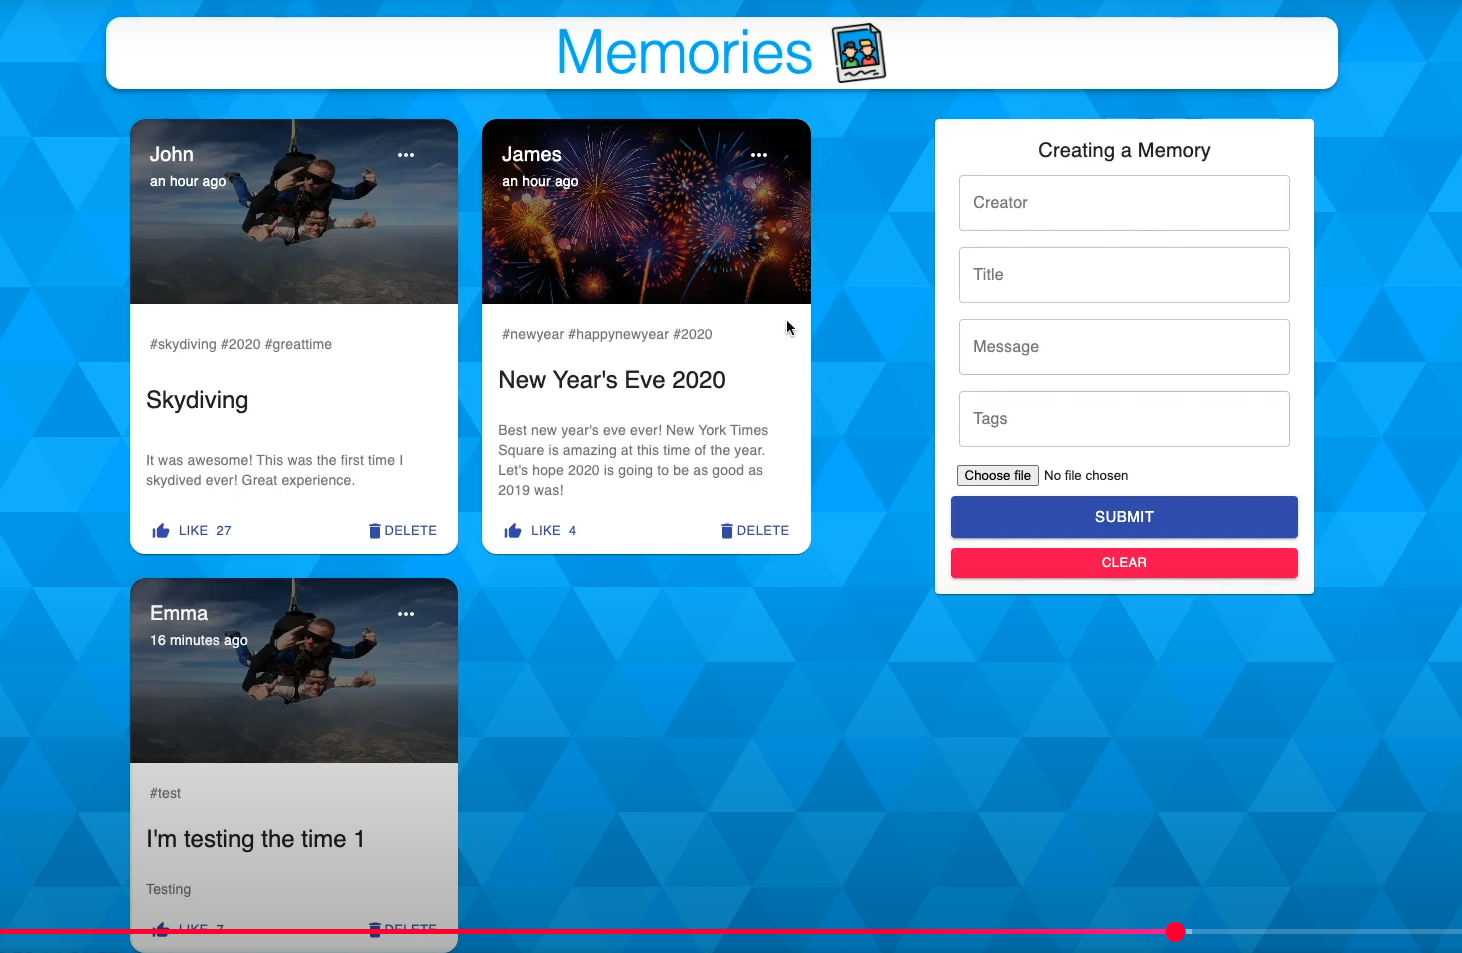 Memories
John
an hour ago
#skydiving #2020 #greattime
Skydiving
It was awesome! This was the first time I
skydived ever! Great experience.
LIKE 27
DELETE
James
an hour ago
#newyear #happynewyear #2020
New Year's Eve 2020
Best new year's eve ever! New York Times
Square is amazing at this time of the year.
Let's hope 2020 is going to be as good as
2019 was!
LIKE 4
DELETE
Emma
16 minutes ago
#test
I'm testing the time 1
Testing
LIKE 7
DELETE
Creating a Memory
Creator
Title
Message
Tags
Choose file No file chosen
SUBMIT
CLEAR